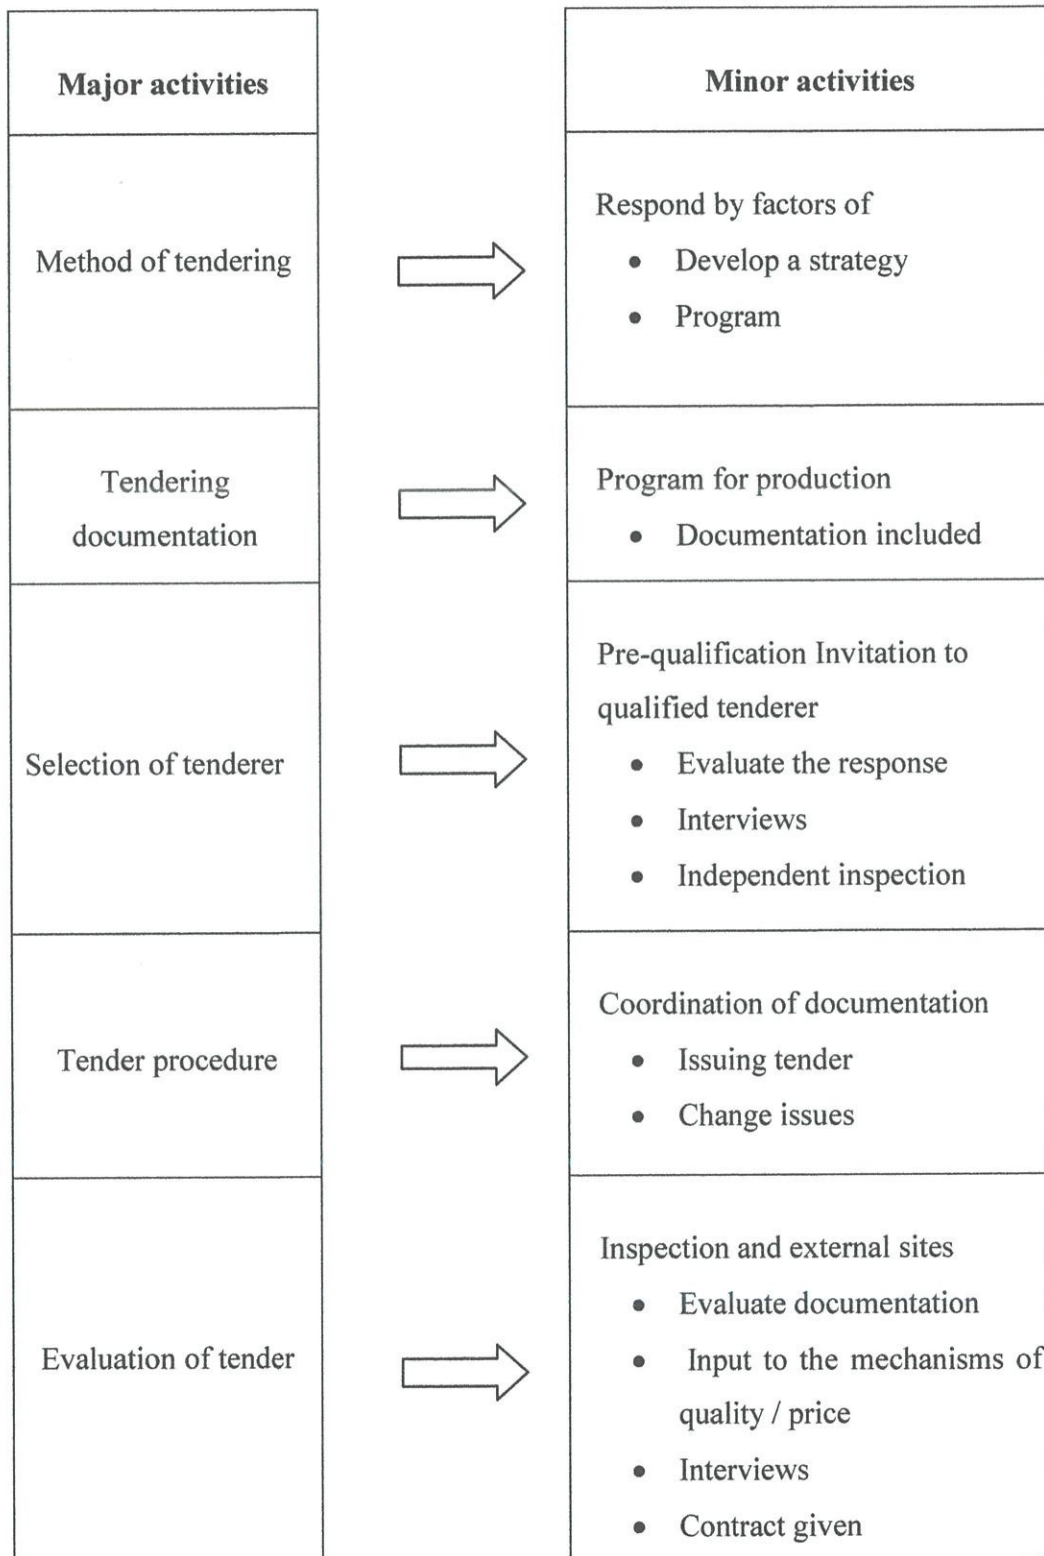 Major activities
Minor activities
Method of tendering
Respond by factors of
• Develop a strategy
• Program
Tendering
documentation
Program for production
• Documentation included
Selection of tenderer
Pre-qualification Invitation to
qualified tenderer
• Evaluate the response
• Interviews
• Independent inspection
Tender procedure
Coordination of documentation
• Issuing tender
• Change issues
Evaluation of tender
Inspection and external sites
• Evaluate documentation
• Input to the mechanisms of
quality / price
• Interviews
• Contract given